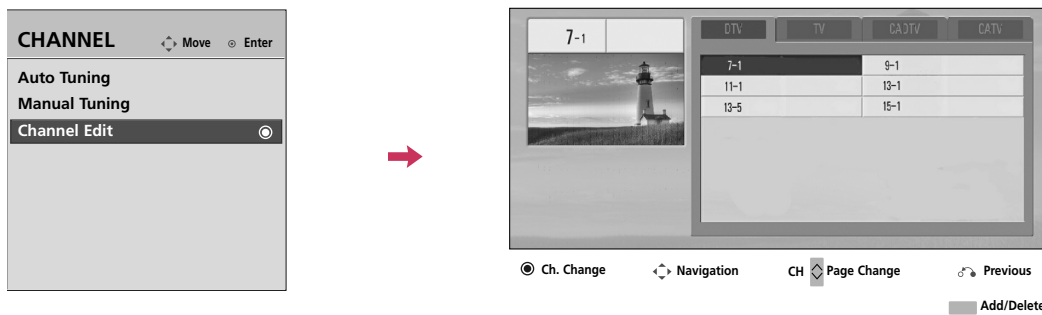 CHANNEL Move Enter
Auto Tuning
Manual Tuning
Channel Edit
7-1
DTV TV CADTV CATV
7-1 9-1
11-1 13-1
13-5 15-1
Ch. Change Navigation CH Page Change Previous
Add/Delete